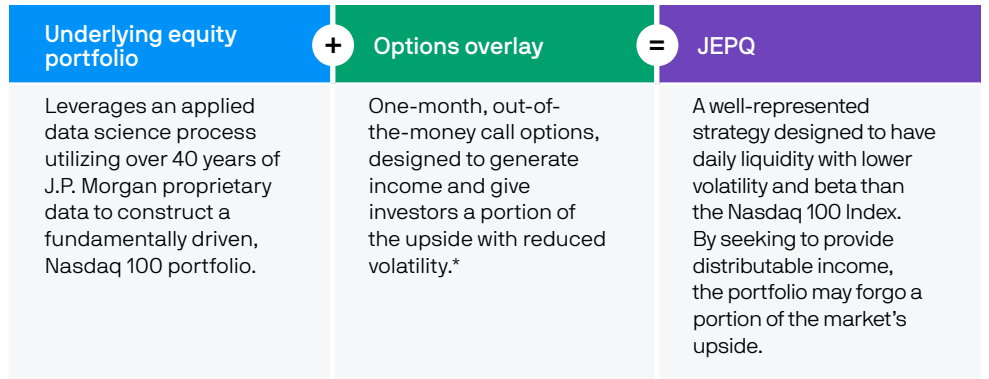 Underlying equity
portfolio
+
Options overlay
=
JEPQ
Leverages an applied
data science process
utilizing over 40 years of
J.P. Morgan proprietary
data to construct a
fundamentally driven,
Nasdaq 100 portfolio.
One-month, out-of-
the-money call options,
designed to generate
income and give
investors a portion of
the upside with reduced
volatility.*
A well-represented
strategy designed to have
daily liquidity with lower
volatility and beta than
the Nasdaq 100 Index.
By seeking to provide
distributable income,
the portfolio may forgo a
portion of the market's
upside.